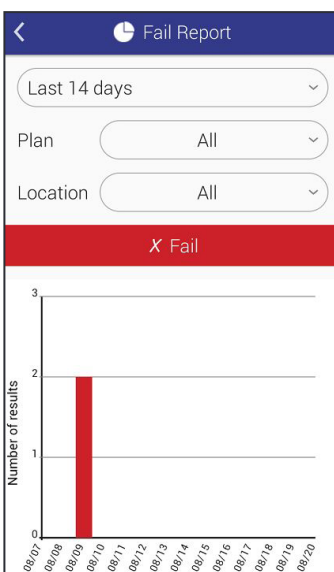 Fail Report
Last 14 days
Plan All
Location All
X Fail
3
2
1
0
Number of results
08/07 08/08 08/09 08/10 08/11 08/12 08/13 08/14 08/15 08/16 08/17 08/18 08/19 08/20